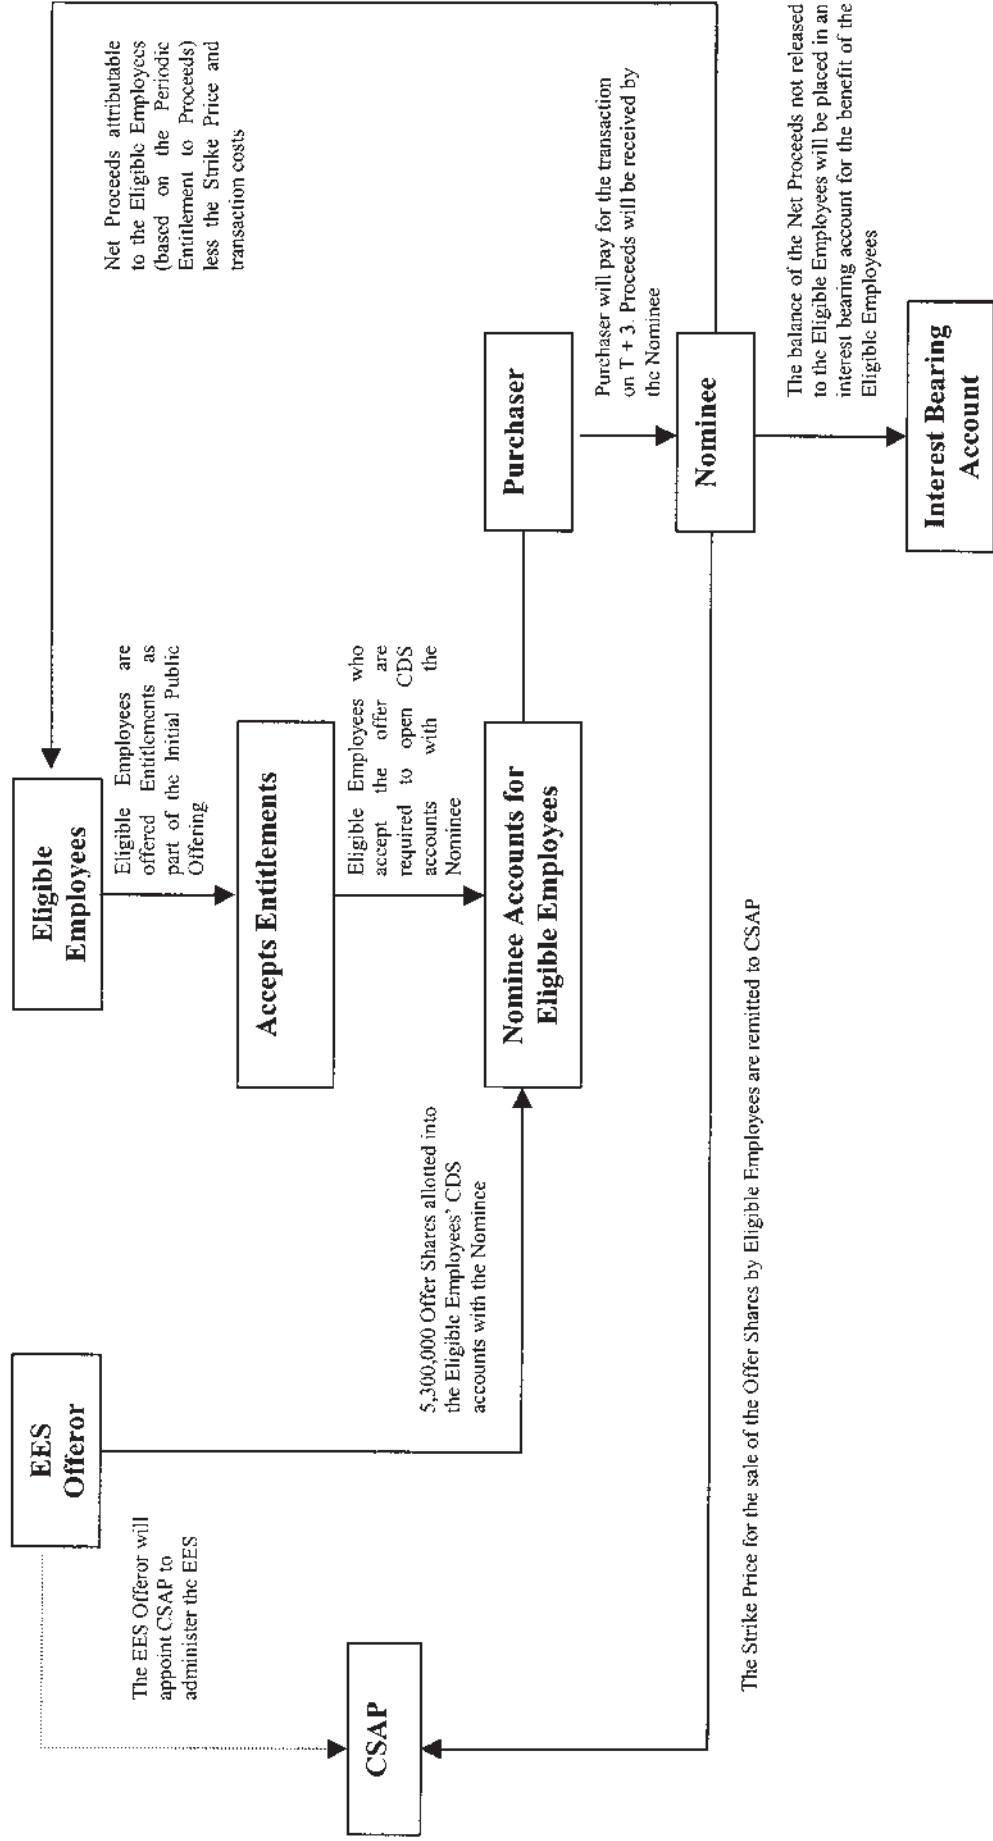 EES
Offeror
Eligible
Employees
The EES Offeror will
appoint CSAP to
administer the EES
Eligible Employees are
offered Entitlements as
part of the Initial Public
Offering
Net Proceeds attributable
to the Eligible Employees
(based on the Periodic
Entitlement to Proceeds)
less the Strike Price and
transaction costs
Accepts Entitlements
CSAP
Eligible Employees who
accept the offer are
required to open CDS
accounts with the
Nominee
5,300,000 Offer Shares allotted into
the Eligible Employees' CDS
accounts with the Nominee
Nominee Accounts for
Eligible Employees
Purchaser
Purchaser will pay for the transaction
on T + 3. Proceeds will be received by
the Nominee
Nominee
The Strike Price for the sale of the Offer Shares by Eligible Employees are remitted to CSAP
The balance of the Net Proceeds not released
to the Eligible Employees will be placed in an
interest bearing account for the benefit of the
Eligible Employees
Interest Bearing
Account